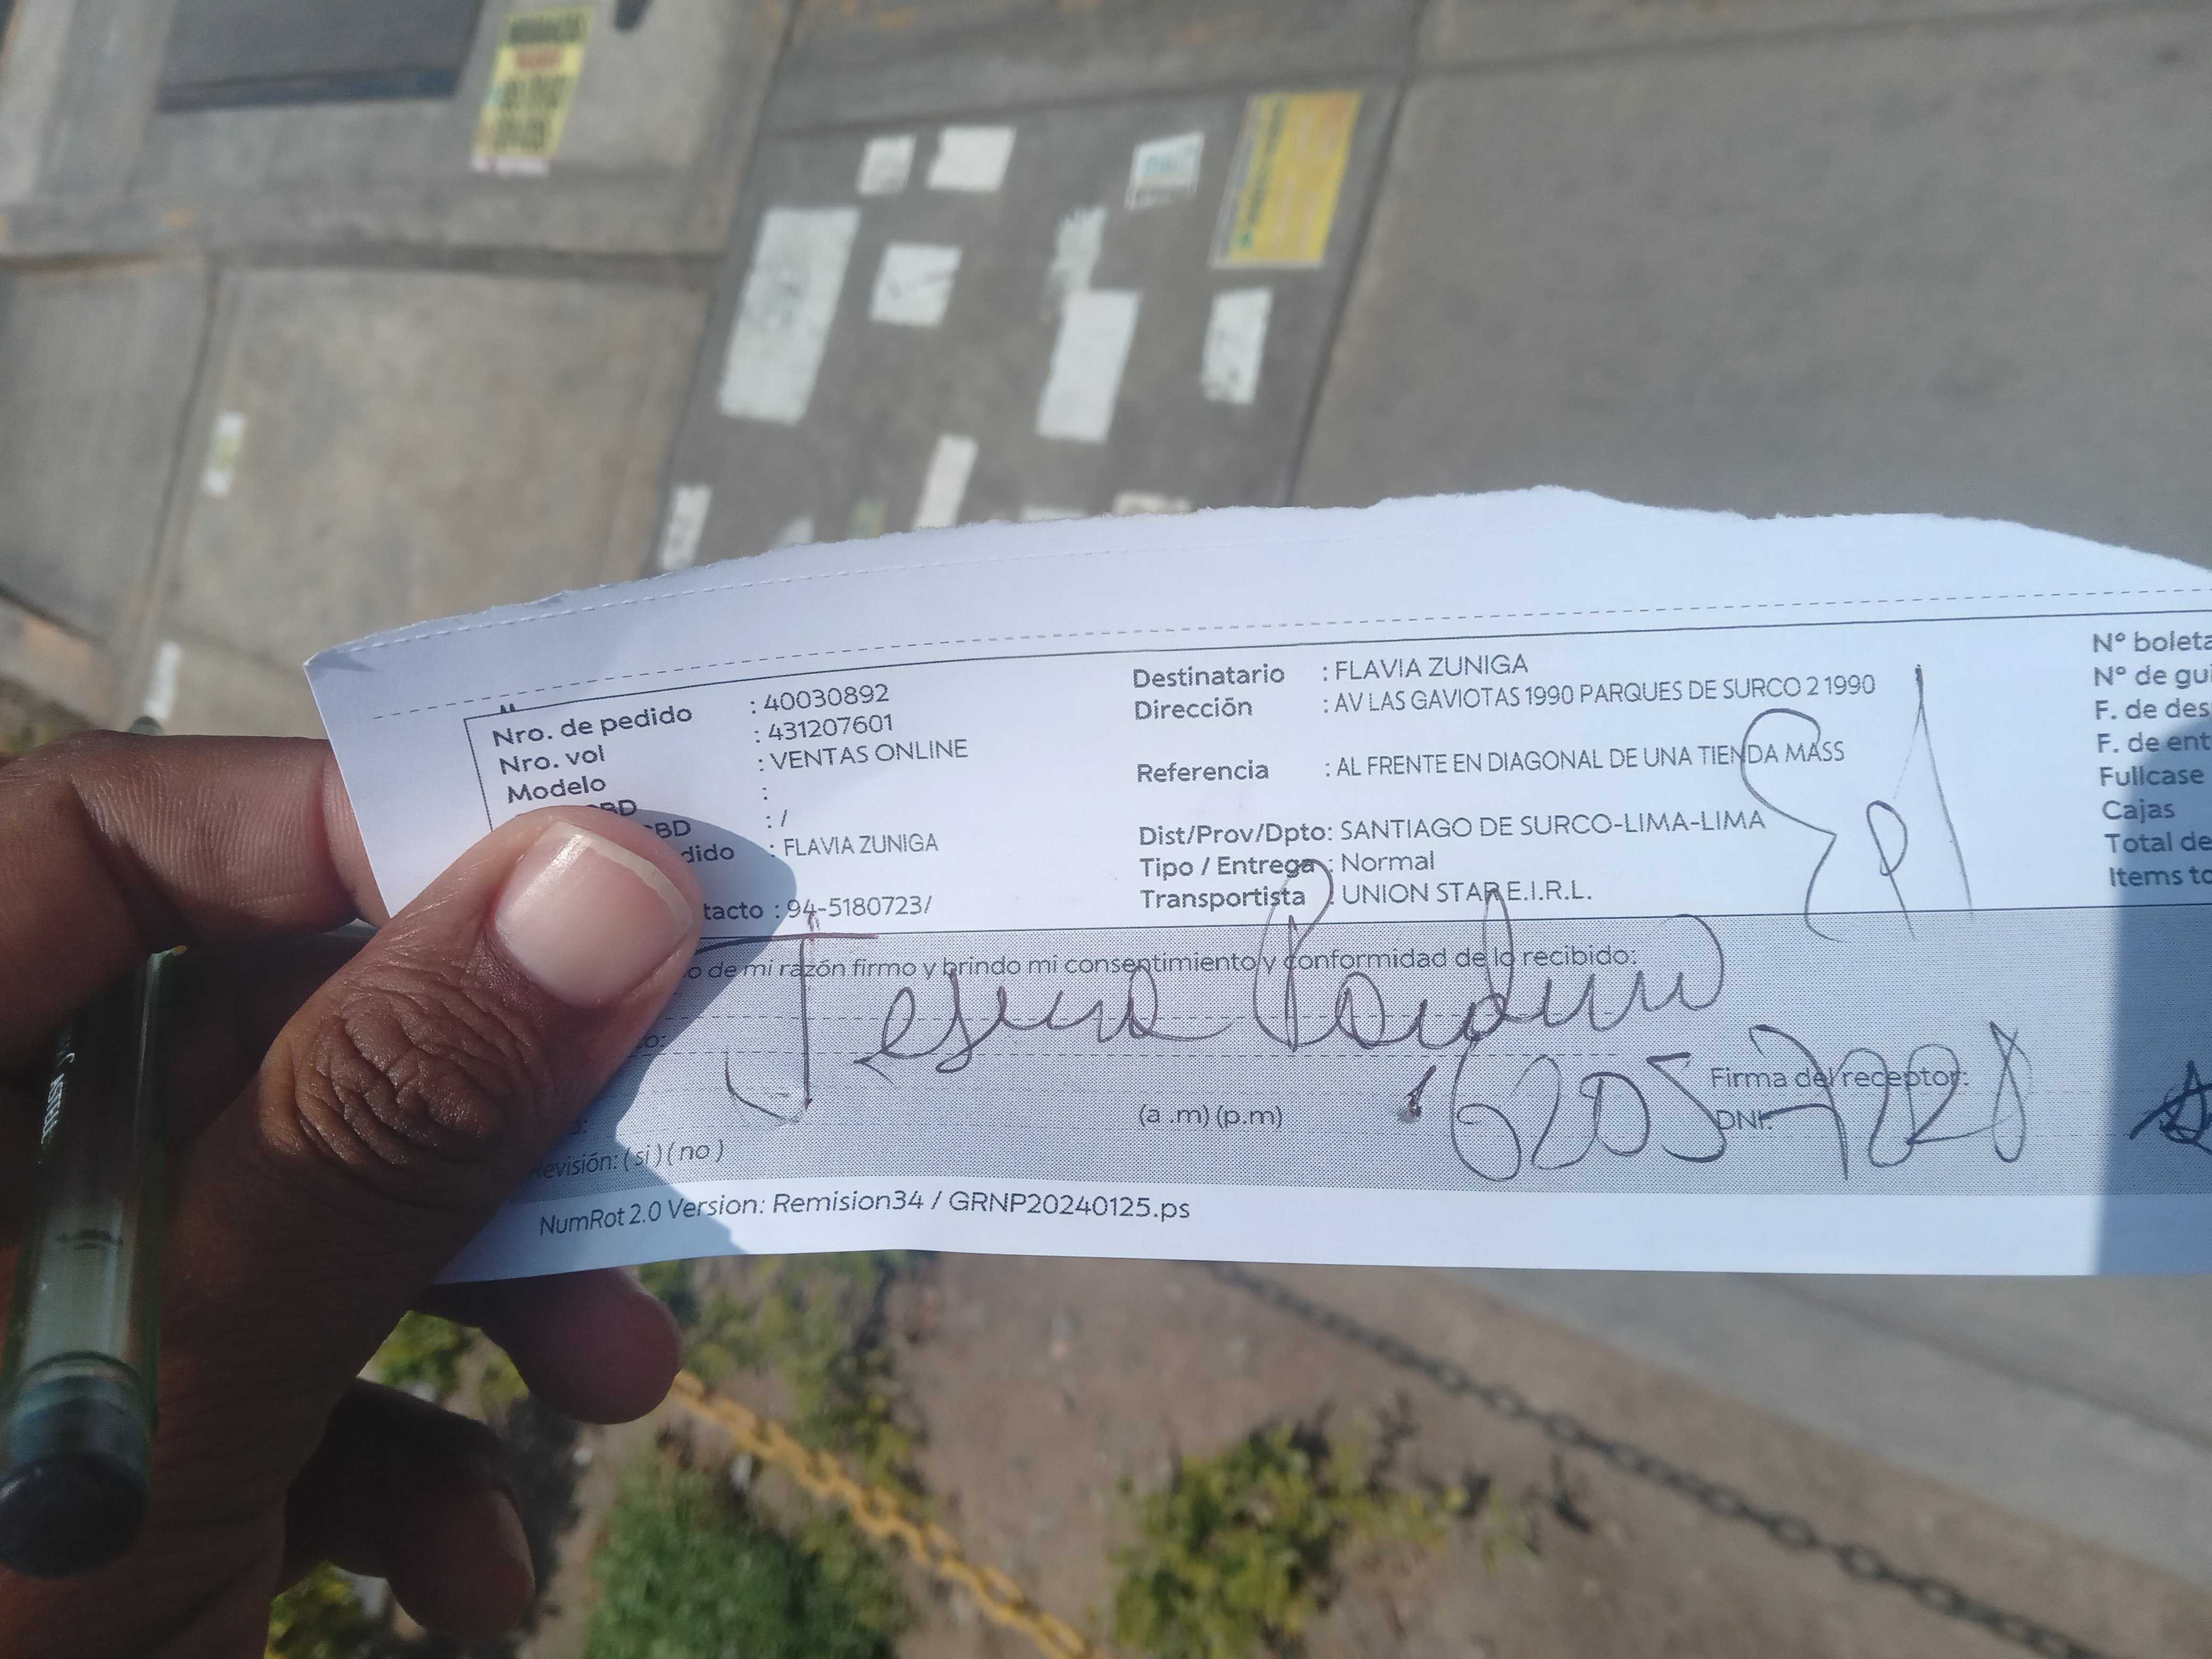 Nro. de pedido : 40030892
Nro. vol : 431207601
Modelo : VENTAS ONLINE
:
BD : /
dido : FLAVIA ZUNIGA
tacto : 94-5180723/
Destinatario : FLAVIA ZUNIGA
Dirección : AV LAS GAVIOTAS 1990 PARQUES DE SURCO 2 1990
Referencia : AL FRENTE EN DIAGONAL DE UNA TIENDA MASS
Dist/Prov/Dpto: SANTIAGO DE SURCO-LIMA-LIMA
Tipo / Entrega : Normal
Transportista : UNION STAR E.I.R.L.
Nº boleta
Nº de gui
F. de des
F. de ent
Fullcase
Cajas
Total de
Items to
o de mi razón firmo y brindo mi consentimiento y conformidad de lo recibido:
Firma del receptor:
(a .m) (p.m)
DNI:
Revisión: ( si ) ( no )
NumRot 2.0 Version: Remision34 / GRNP20240125.ps